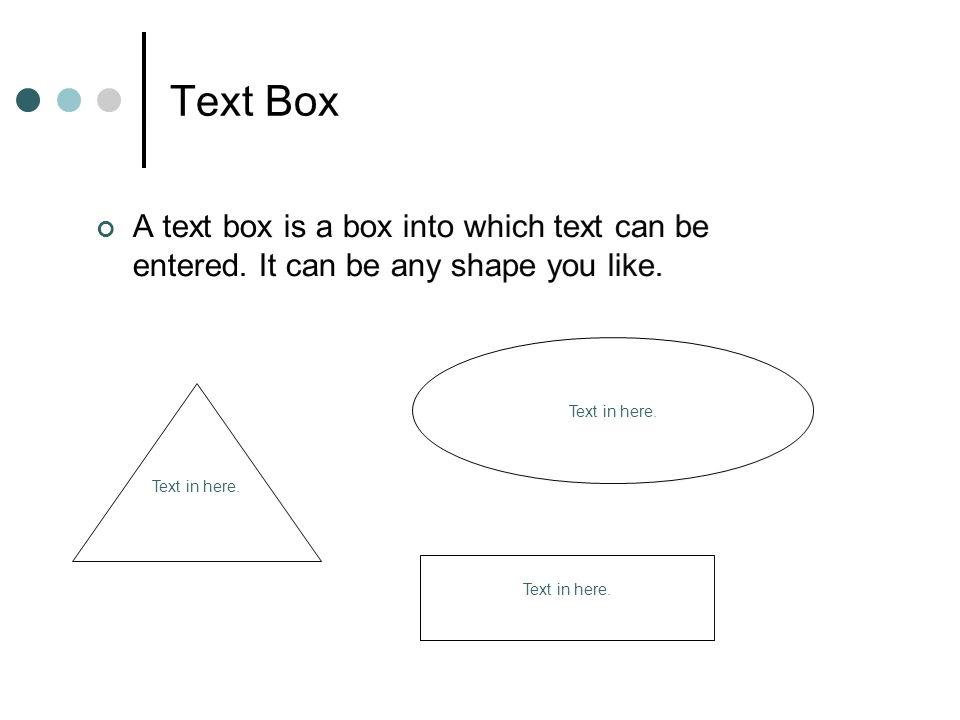 Text Box
A text box is a box into which text can be
entered. It can be any shape you like.
Text in here.
Text in here.
Text in here.